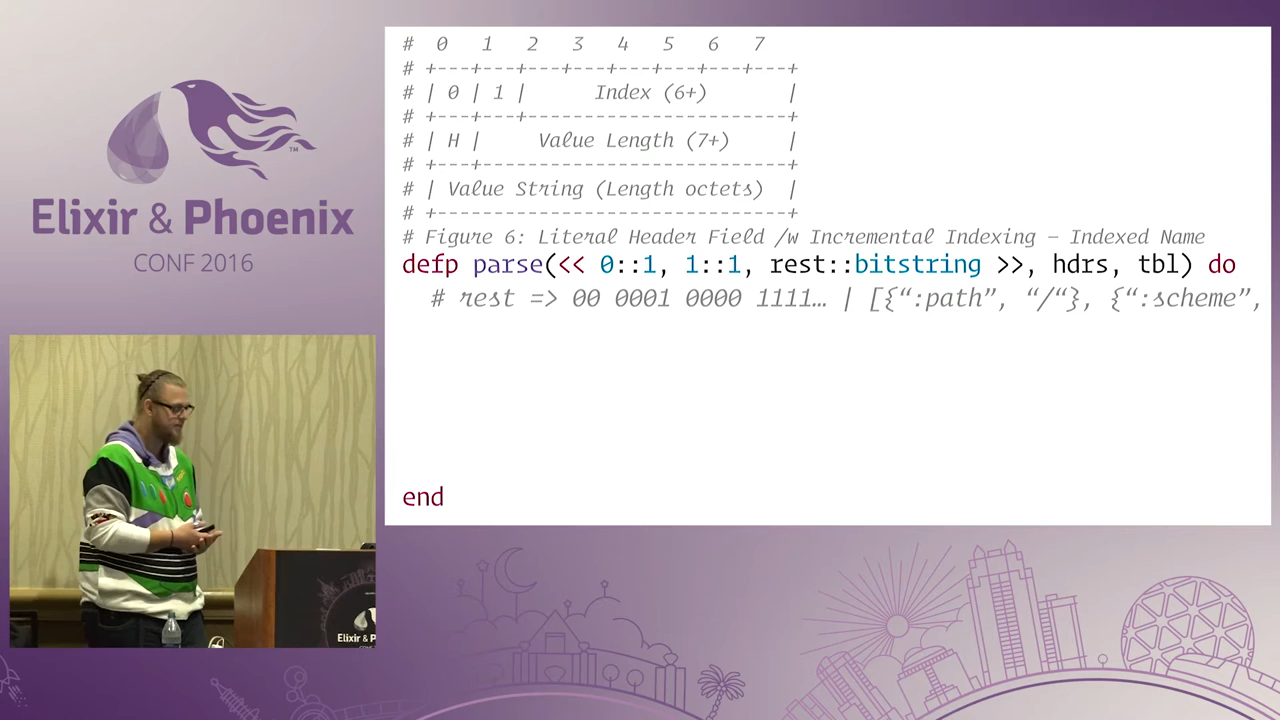 Elixir & Phoenix
TM
CONF 2016
#  0   1   2   3   4   5   6   7
# +---+---+---+---+---+---+---+---+
# | 0 | 1 |      Index (6+)       |
# +---+---+-----------------------+
# | H |     Value Length (7+)     |
# +---+---------------------------+
# | Value String (Length octets)  |
# +-------------------------------+
# Figure 6: Literal Header Field /w Incremental Indexing – Indexed Name
defp parse(<< 0::1, 1::1, rest::bitstring >>, hdrs, tbl) do
  # rest => 00 0001 0000 1111… | [{“:path”, “/“}, {“:scheme”,
end
Elixir & P